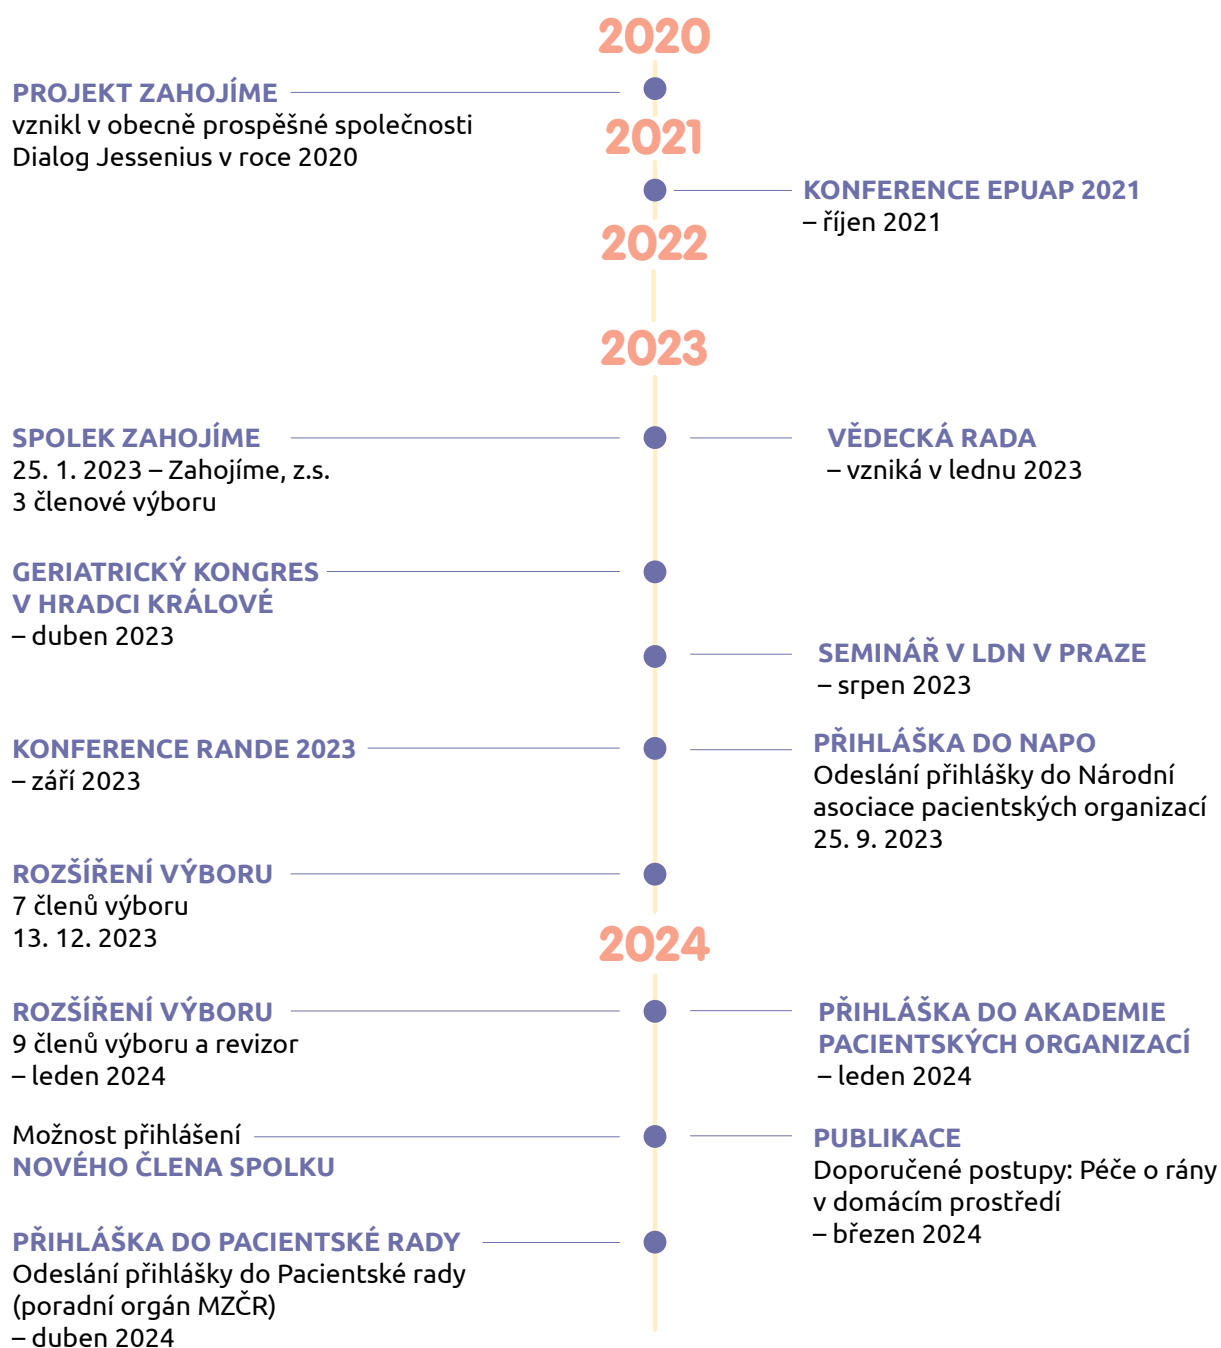 2020
PROJEKT ZAHOJÍME
vznikl v obecně prospěšné společnosti
Dialog Jessenius v roce 2020
2021
KONFERENCE EPUAP 2021
– říjen 2021
2022
2023
SPOLEK ZAHOJÍME
25. 1. 2023 – Zahojíme, z.s.
3 členové výboru
VĚDECKÁ RADA
– vzniká v lednu 2023
GERIATRICKÝ KONGRES
V HRADCI KRÁLOVÉ
– duben 2023
SEMINÁŘ V LDN V PRAZE
– srpen 2023
KONFERENCE RANDE 2023
– září 2023
PŘIHLÁŠKA DO NAPO
Odeslání přihlášky do Národní
asociace pacientských organizací
25. 9. 2023
ROZŠÍŘENÍ VÝBORU
7 členů výboru
13. 12. 2023
2024
ROZŠÍŘENÍ VÝBORU
9 členů výboru a revizor
– leden 2024
PŘIHLÁŠKA DO AKADEMIE
PACIENTSKÝCH ORGANIZACÍ
– leden 2024
Možnost přihlášení
NOVÉHO ČLENA SPOLKU
PUBLIKACE
Doporučené postupy: Péče o rány
v domácím prostředí
– březen 2024
PŘIHLÁŠKA DO PACIENTSKÉ RADY
Odeslání přihlášky do Pacientské rady
(poradní orgán MZČR)
– duben 2024